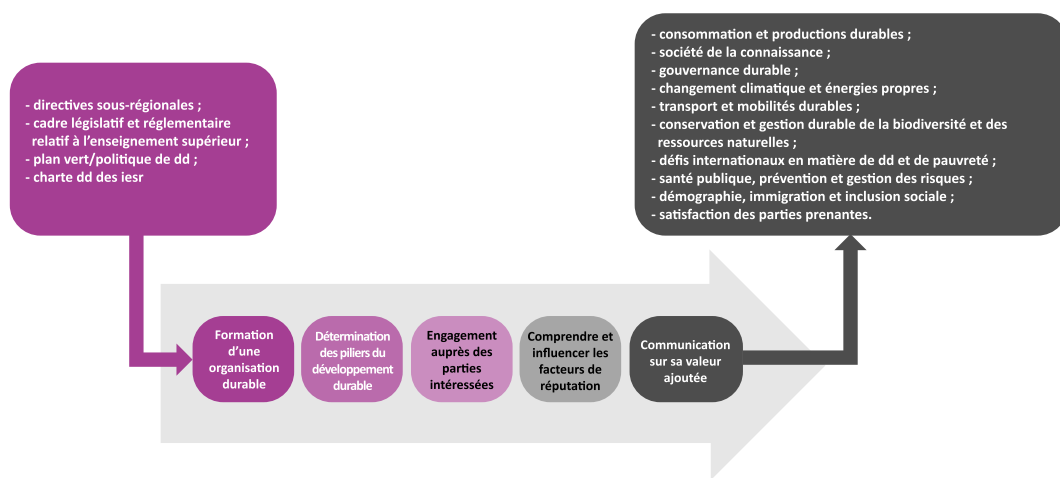 - directives sous-régionales ;
- cadre législatif et réglementaire
relatif à l'enseignement supérieur ;
- plan vert/politique de dd ;
- charte dd des iesr
- consommation et productions durables ;
- société de la connaissance ;
- gouvernance durable ;
- changement climatique et énergies propres ;
- transport et mobilités durables ;
- conservation et gestion durable de la biodiversité et des
ressources naturelles ;
- défis internationaux en matière de dd et de pauvreté ;
- santé publique, prévention et gestion des risques ;
- démographie, immigration et inclusion sociale ;
- satisfaction des parties prenantes.
Formation
d'une
organisation
durable
Détermination
des piliers du
développement
durable
Engagement
auprès des
parties
intéressées
Comprendre et
influencer les
facteurs de
réputation
Communication
sur sa valeur
ajoutée